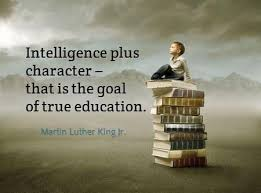 Intelligence plus
character –
that is the goal
of true education.
Martin Luther King Jr.